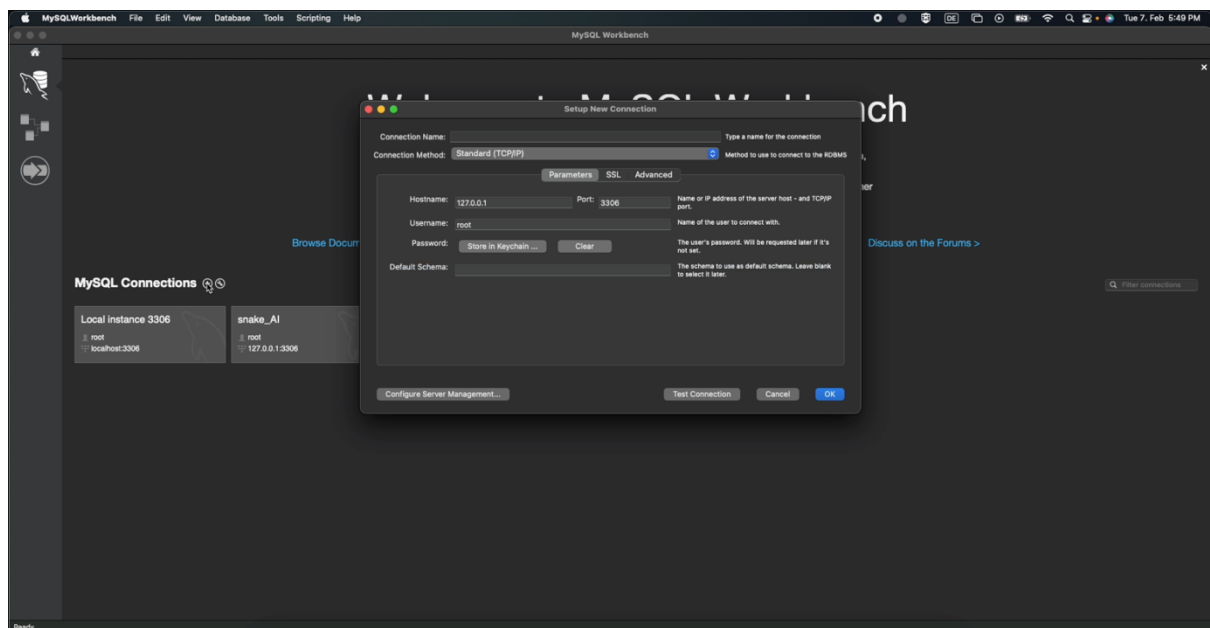 MySQLWorkbench File Edit View Database Tools Scripting Help DE Tue 7. Feb 5:49 PM
MySQL Workbench
ch
Setup New Connection
Connection Name: Type a name for the connection
Connection Method: Standard (TCP/IP) Method to use to connect to the RDBMS
Parameters SSL Advanced
Hostname: 127.0.0.1 Port: 3306 Name or IP address of the server host - and TCP/IP
port.
Username: root Name of the user to connect with.
Password: Store in Keychain ... Clear The user's password. Will be requested later if it's
not set.
Default Schema: The schema to use as default schema. Leave blank
to select it later.
Browse Docum Discuss on the Forums >
MySQL Connections Filter connections
Local instance 3306
root
localhost:3306
snake_AI
root
127.0.0.1:3306
Configure Server Management... Test Connection Cancel OK